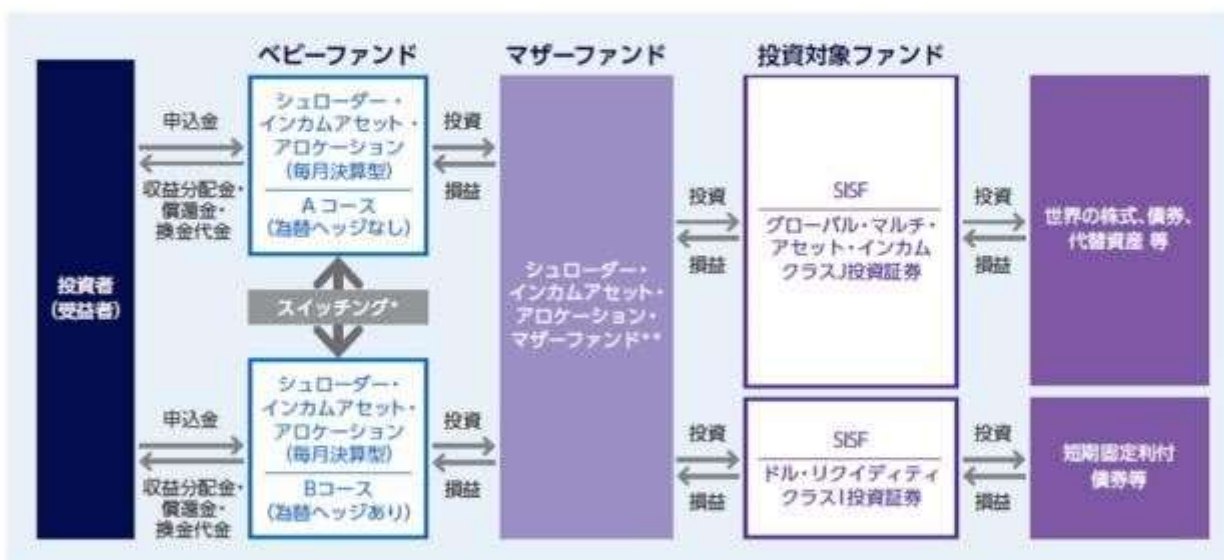 ベビーファンド
マザーファンド
投資対象ファンド
投資者
(受益者)
申込金
収益分配金・
償還金・
換金代金
シュローダー・
インカムアセット・
アロケーション
(毎月決算型)
Aコース
(為替ヘッジなし)
投資
損益
スイッチング*
申込金
収益分配金・
償還金・
換金代金
シュローダー・
インカムアセット・
アロケーション
(毎月決算型)
Bコース
(為替ヘッジあり)
投資
損益
シュローダー・
インカムアセット・
アロケーション・
マザーファンド**
投資
損益
SISF
グローバル・マルチ・
アセット・インカム
クラスJ投資証券
投資
損益
世界の株式、債券、
代替資産 等
投資
損益
SISF
ドル・リクイディティ
クラスI投資証券
投資
損益
短期固定利付
債券等